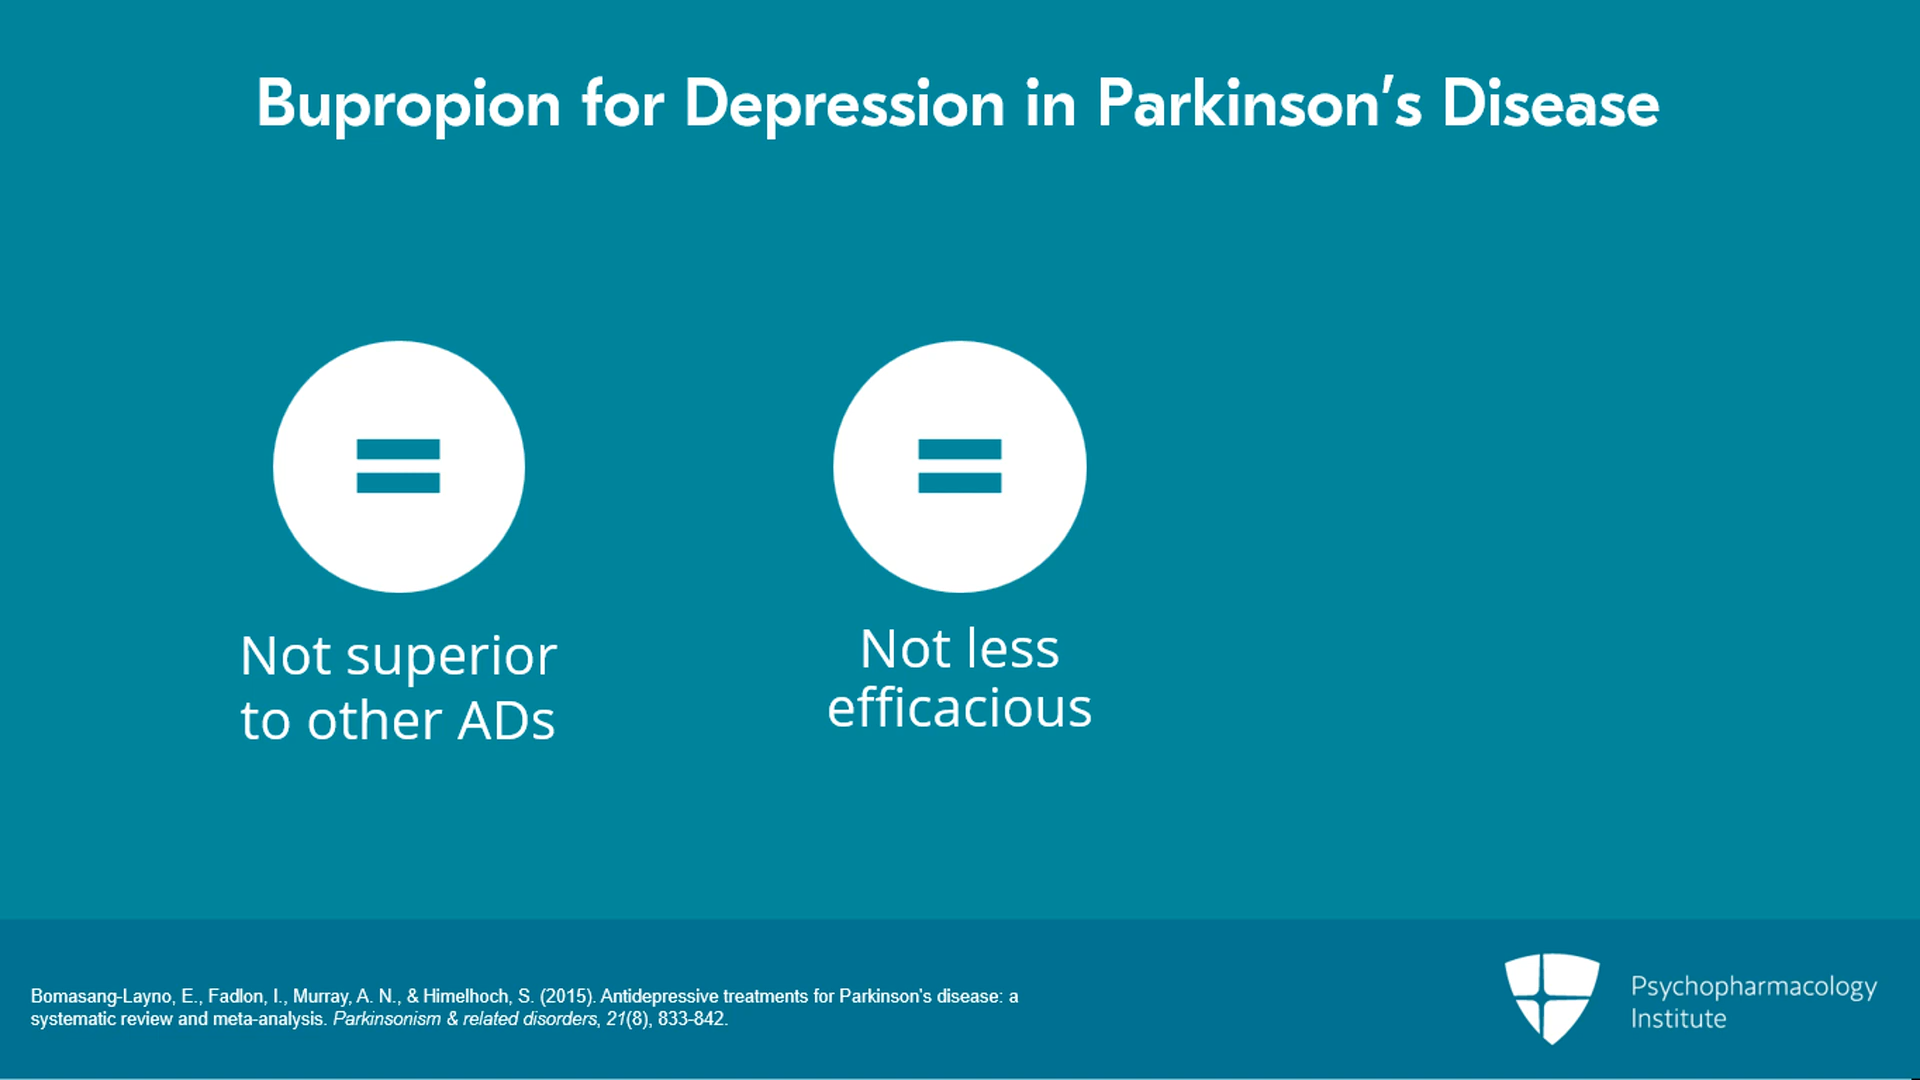 Bupropion for Depression in Parkinson's Disease
=
=
Not superior
to other ADs
Not less
efficacious
Bomasang-Layno, E., Fadlon, I., Murray, A. N., & Himelhoch, S. (2015). Antidepressive treatments for Parkinson's disease: a
systematic review and meta-analysis. Parkinsonism & related disorders, 21(8), 833-842.
Psychopharmacology
Institute